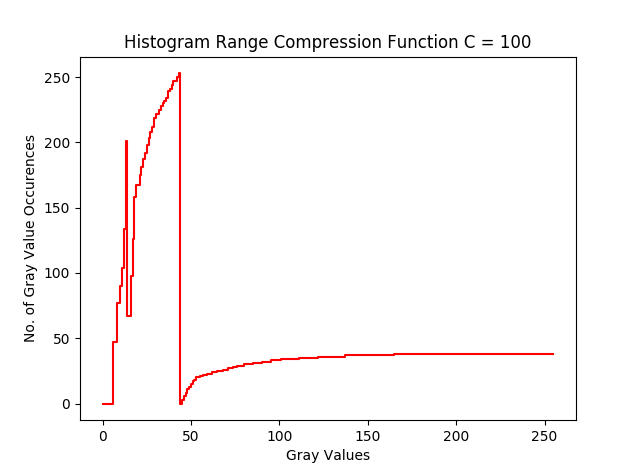 Histogram Range Compression Function C = 100
No. of Gray Value Occurences
250
200
150
100
50
0
0 50 100 150 200 250
Gray Values